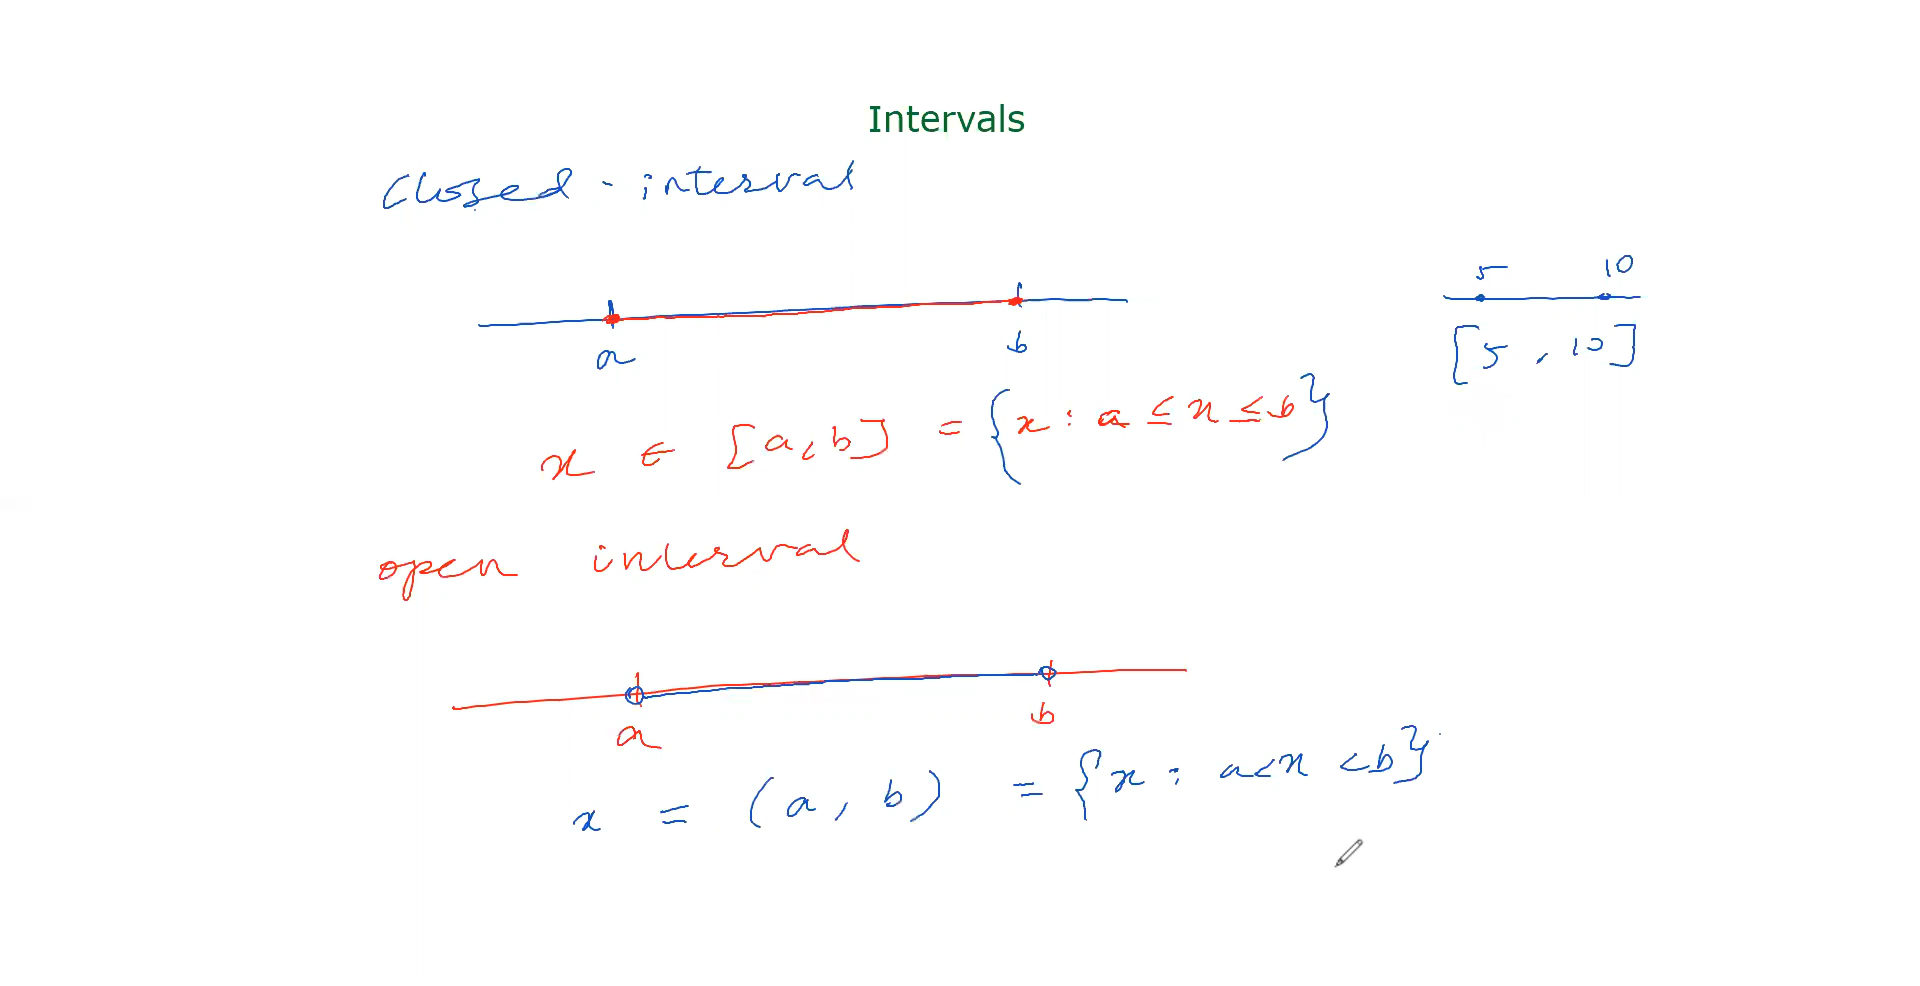 Intervals
closed - interval
5 10
a b
[5, 10]
x ∈ [a, b] = {x : a ≤ x ≤ b}
open interval
a b
x = (a, b) = {x : a < x < b}